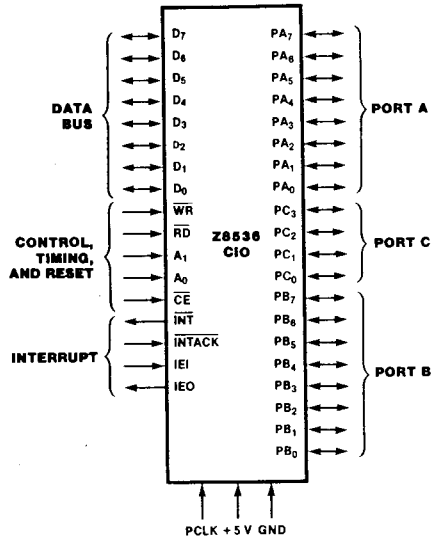 DATA
BUS
CONTROL,
TIMING,
AND RESET
INTERRUPT
D7
D6
D5
D4
D3
D2
D1
D0
WR
RD
A1
A0
CE
INT
INTACK
IEI
IEO
Z8536
CIO
PA7
PA6
PA5
PA4
PA3
PA2
PA1
PA0
PC3
PC2
PC1
PC0
PB7
PB6
PB5
PB4
PB3
PB2
PB1
PB0
PORT A
PORT C
PORT B
PCLK +5 V GND